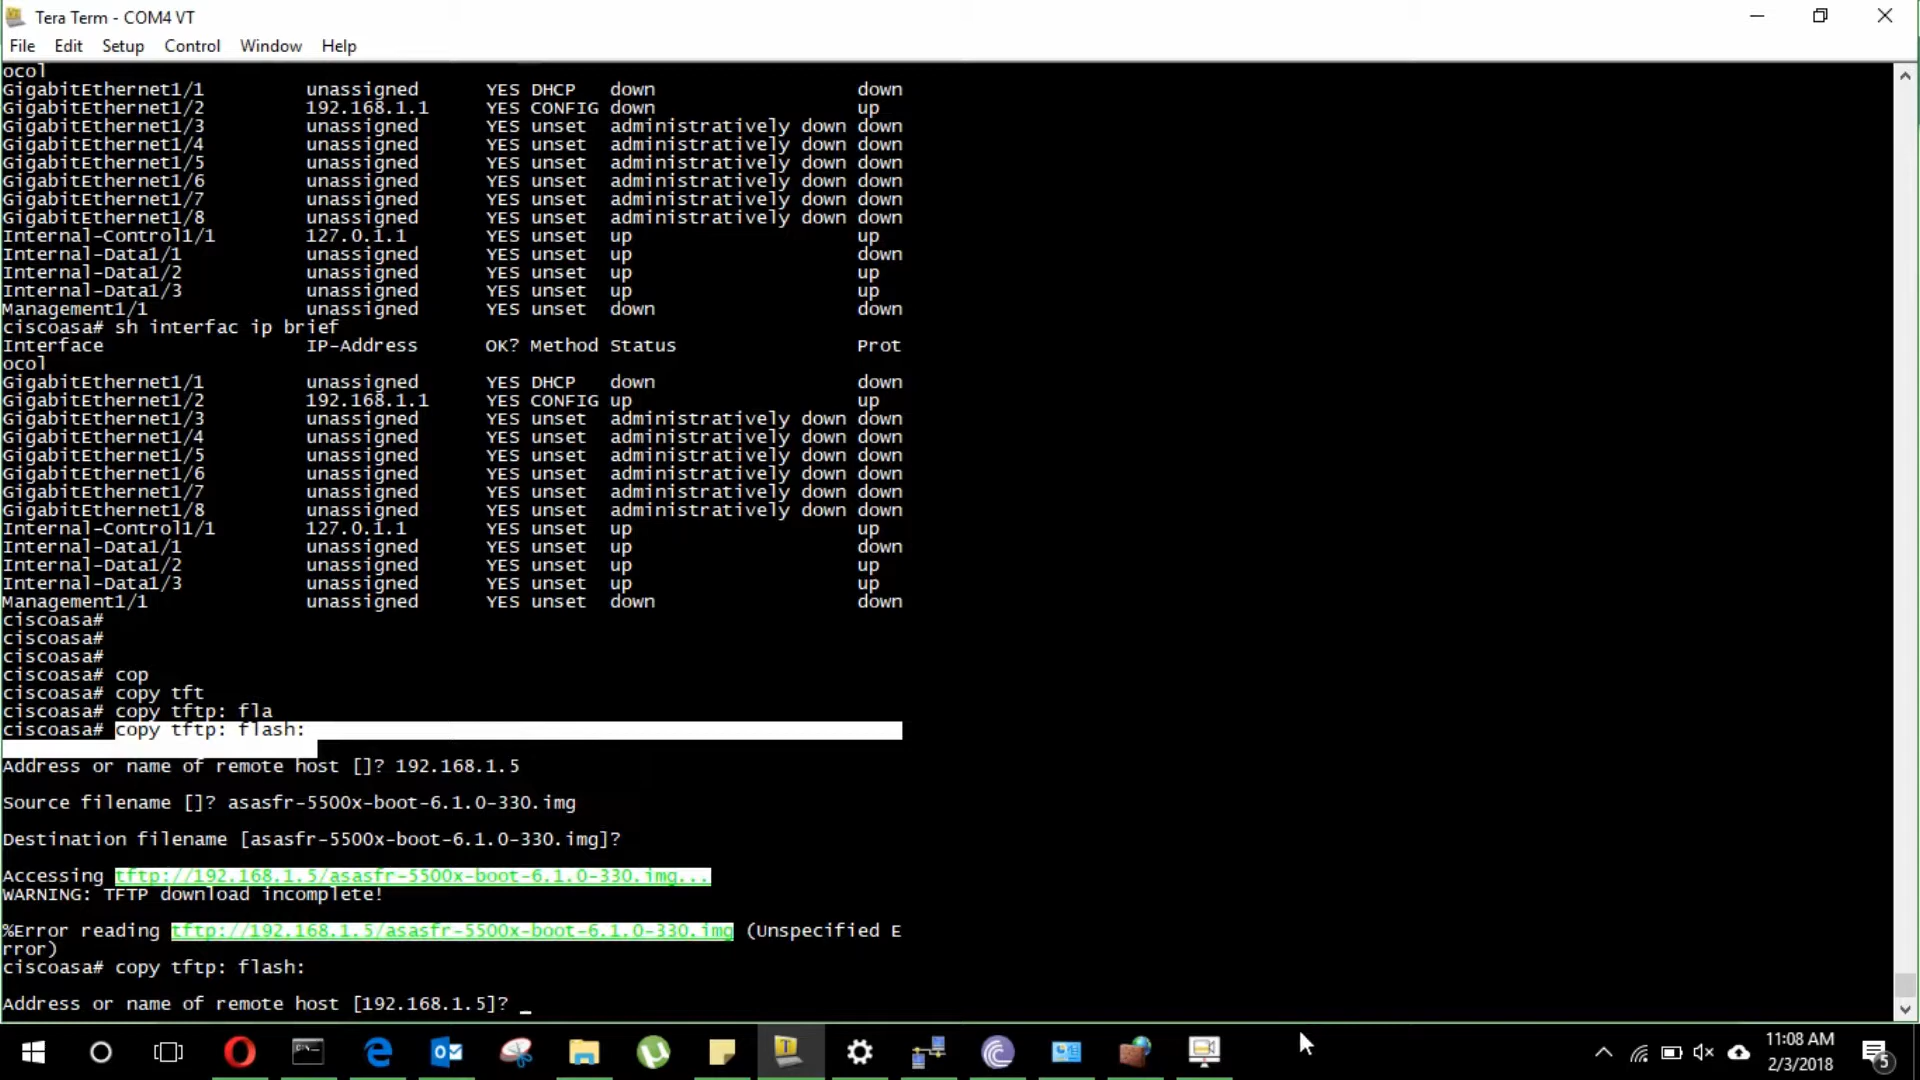 Tera Term - COM4 VT
File Edit Setup Control Window Help
ocol
GigabitEthernet1/1 unassigned YES DHCP down down
GigabitEthernet1/2 192.168.1.1 YES CONFIG down up
GigabitEthernet1/3 unassigned YES unset administratively down down
GigabitEthernet1/4 unassigned YES unset administratively down down
GigabitEthernet1/5 unassigned YES unset administratively down down
GigabitEthernet1/6 unassigned YES unset administratively down down
GigabitEthernet1/7 unassigned YES unset administratively down down
GigabitEthernet1/8 unassigned YES unset administratively down down
Internal-Control1/1 127.0.1.1 YES unset up up
Internal-Data1/1 unassigned YES unset up down
Internal-Data1/2 unassigned YES unset up up
Internal-Data1/3 unassigned YES unset up up
Management1/1 unassigned YES unset down down
ciscoasa# sh interfac ip brief
Interface IP-Address OK? Method Status Prot
ocol
GigabitEthernet1/1 unassigned YES DHCP down down
GigabitEthernet1/2 192.168.1.1 YES CONFIG up up
GigabitEthernet1/3 unassigned YES unset administratively down down
GigabitEthernet1/4 unassigned YES unset administratively down down
GigabitEthernet1/5 unassigned YES unset administratively down down
GigabitEthernet1/6 unassigned YES unset administratively down down
GigabitEthernet1/7 unassigned YES unset administratively down down
GigabitEthernet1/8 unassigned YES unset administratively down down
Internal-Control1/1 127.0.1.1 YES unset up up
Internal-Data1/1 unassigned YES unset up down
Internal-Data1/2 unassigned YES unset up up
Internal-Data1/3 unassigned YES unset up up
Management1/1 unassigned YES unset down down
ciscoasa#
ciscoasa#
ciscoasa#
ciscoasa# cop
ciscoasa# copy tft
ciscoasa# copy tftp: fla
ciscoasa# copy tftp: flash:
Address or name of remote host []? 192.168.1.5
Source filename []? asasfr-5500x-boot-6.1.0-330.img
Destination filename [asasfr-5500x-boot-6.1.0-330.img]?
Accessing tftp://192.168.1.5/asasfr-5500x-boot-6.1.0-330.img...
WARNING: TFTP download incomplete!
%Error reading tftp://192.168.1.5/asasfr-5500x-boot-6.1.0-330.img (Unspecified E
rror)
ciscoasa# copy tftp: flash:
Address or name of remote host [192.168.1.5]? _
11:08 AM
2/3/2018
5